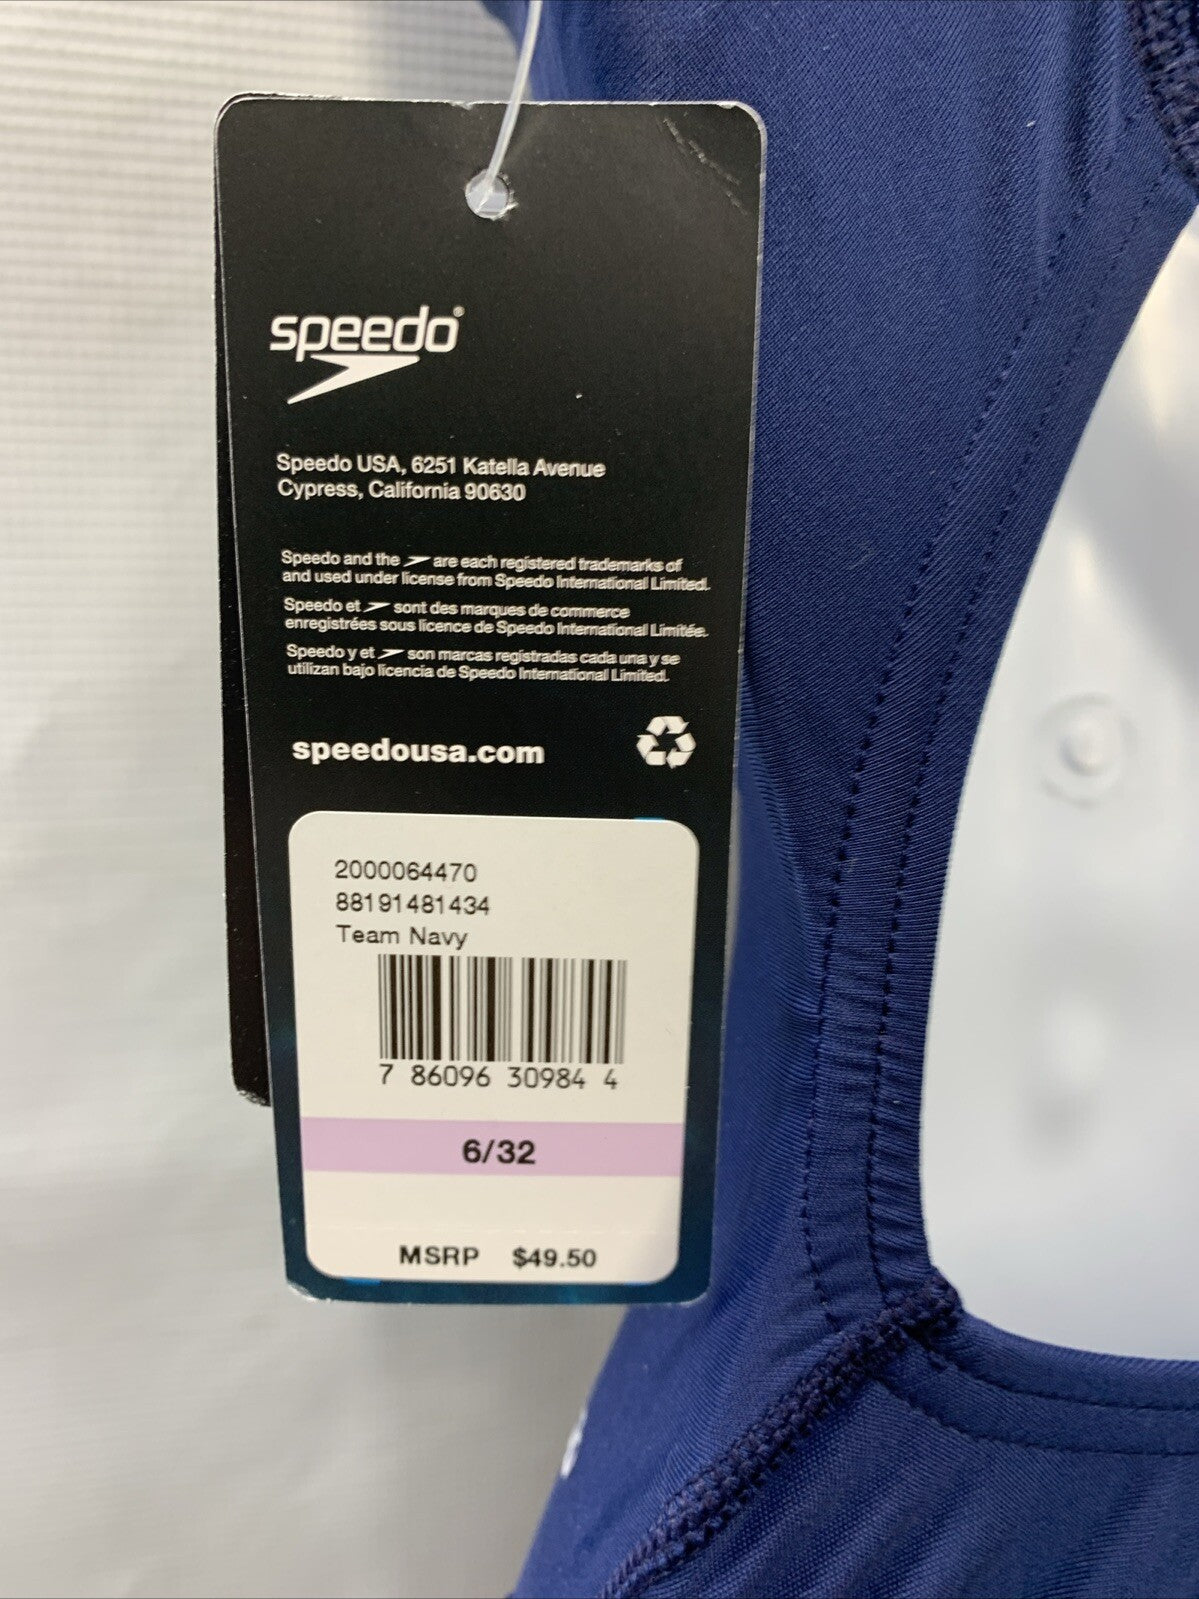 speedo®
Speedo USA, 6251 Katella Avenue
Cypress, California 90630
Speedo and the are each registered trademarks of
and used under license from Speedo International Limited.
Speedo et sont des marques de commerce
enregistrées sous licence de Speedo International Limitée.
Speedo y et son marcas registradas cada una y se
utilizan bajo licencia de Speedo International Limited.
speedousa.com
2000064470
88191481434
Team Navy
7 86096 30984 4
6/32
MSRP $49.50